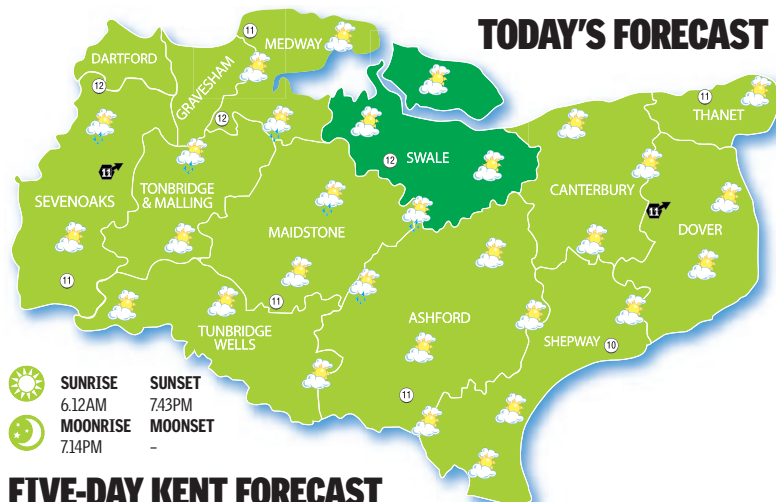 TODAY'S FORECAST
11
MEDWAY
DARTFORD
GRAVESHAM
12
11
THANET
12
12
SWALE
11
SEVENOAKS
TONBRIDGE
& MALLING
CANTERBURY
11
DOVER
MAIDSTONE
11
11
TUNBRIDGE
WELLS
ASHFORD
SHEPWAY
10
11
SUNRISE SUNSET
6.12AM 7.43PM
MOONRISE MOONSET
7.14PM –
FIVE-DAY KENT FORECAST